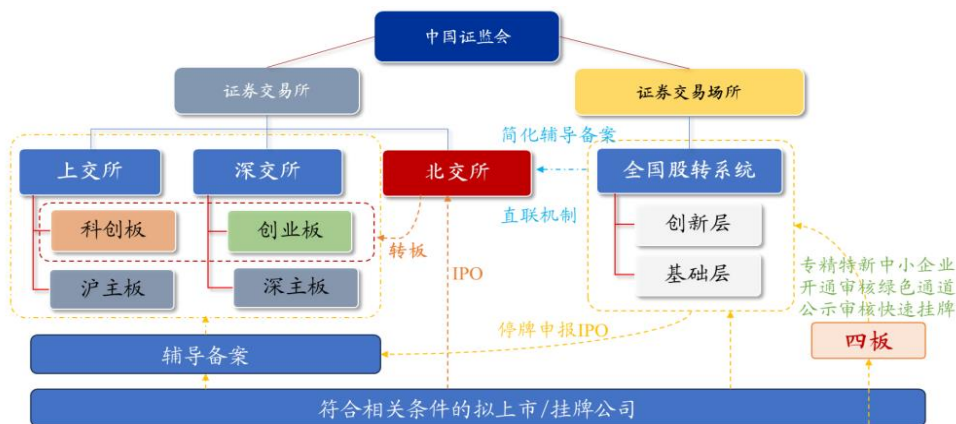 中国证监会
证券交易所
证券交易场所
简化辅导备案
上交所
深交所
北交所
全国股转系统
直联机制
科创板
创业板
转板
创新层
沪主板
深主板
IPO
基础层
专精特新中小企业
开通审核绿色通道
公示审核快速挂牌
停牌申报IPO
四板
辅导备案
符合相关条件的拟上市/挂牌公司